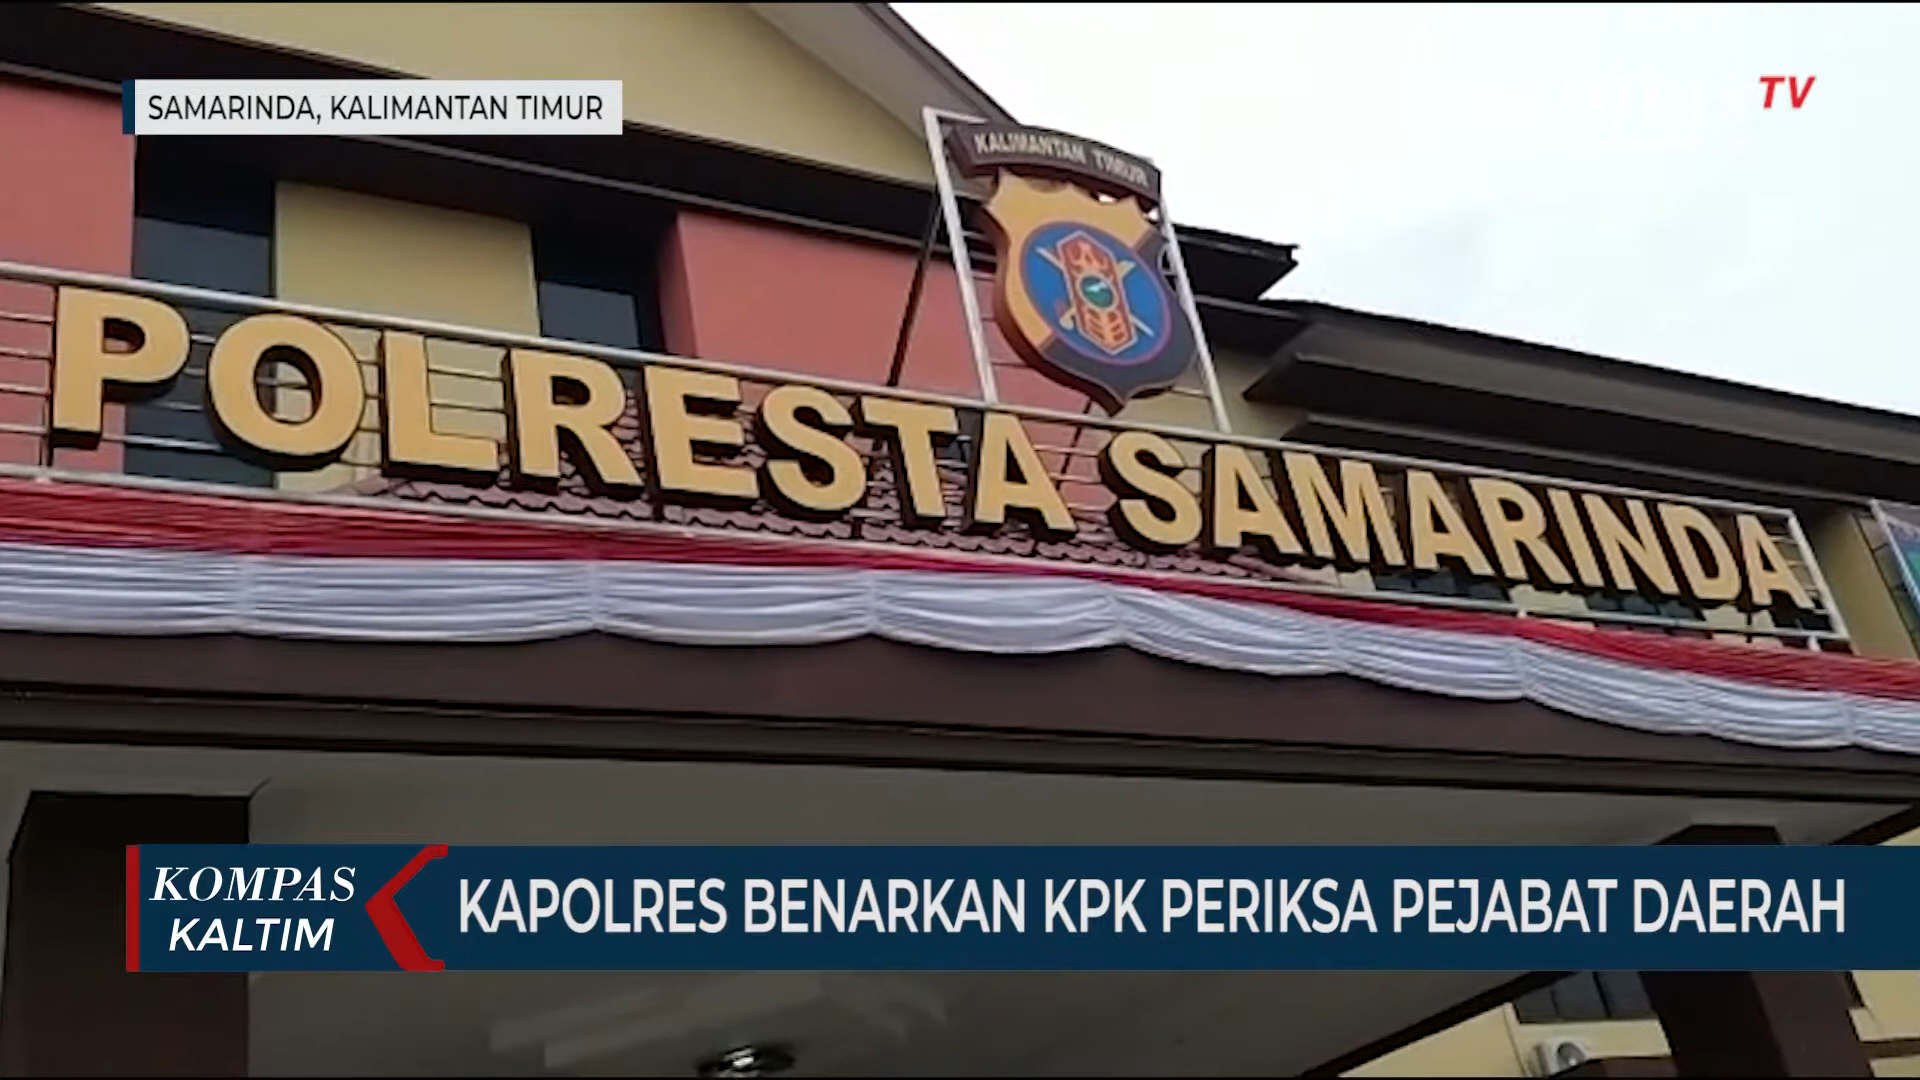 SAMARINDA, KALIMANTAN TIMUR
TV
KALIMANTAN TIMUR
POLRESTA SAMARINDA
KOMPAS
KALTIM
KAPOLRES BENARKAN KPK PERIKSA PEJABAT DAERAH